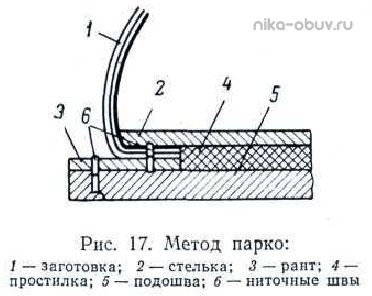 nika-obuv.ru
1
6
2
4
3
5
Рис. 17. Метод парко:
1 — заготовка; 2 — стелька; 3 — рант; 4 —
простилка; 5 — подошва; 6 — ниточные швы